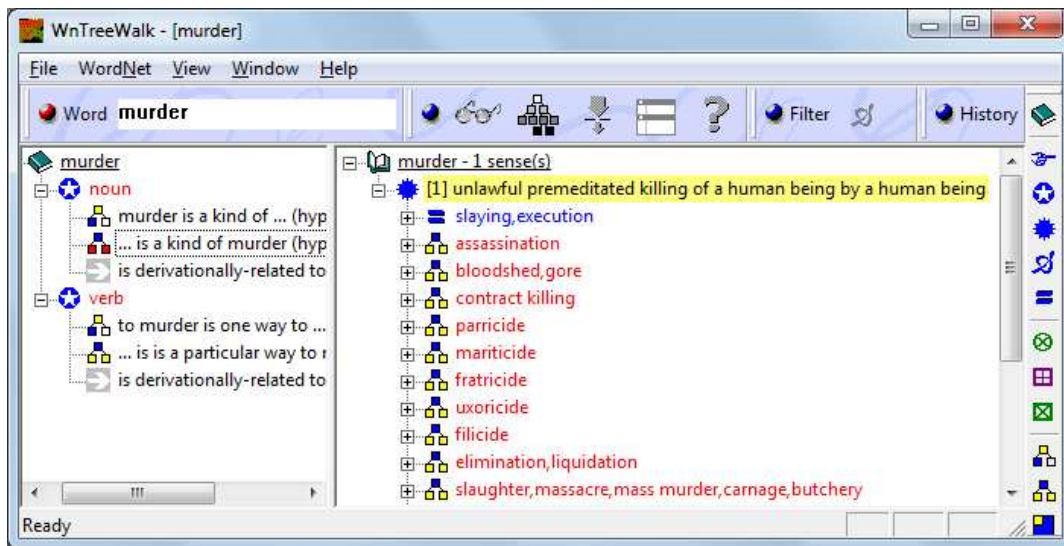 WnTreeWalk - [murder]
File WordNet View Window Help
Word murder Filter History
murder
noun
murder is a kind of ... (hyp
... is a kind of murder (hyp
is derivationally-related to
verb
to murder is one way to ...
... is is a particular way to r
is derivationally-related to
murder - 1 sense(s)
[1] unlawful premeditated killing of a human being by a human being
slaying,execution
assassination
bloodshed,gore
contract killing
parricide
mariticide
fratricide
uxoricide
filicide
elimination,liquidation
slaughter,massacre,mass murder,carnage,butchery
Ready